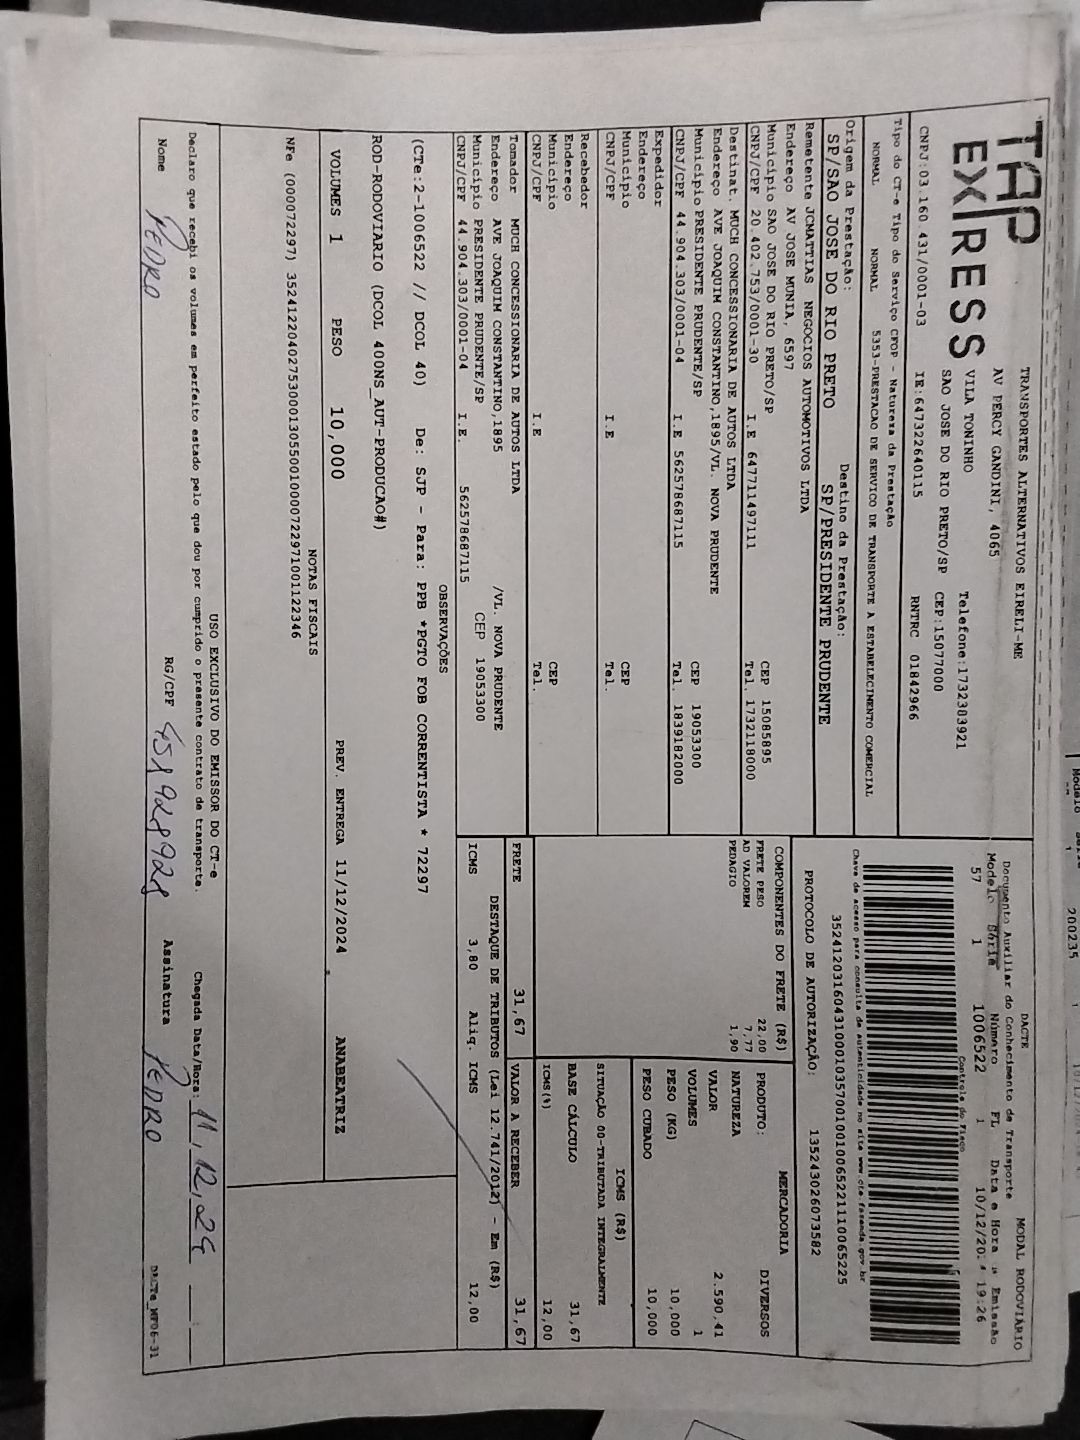 TAP
EXPRESS
TRANSPORTES ALTERNATIVOS EIRELI-ME
AV PERCY GANDINI, 4065
VILA TONINHO Telefone:1732383921
SAO JOSE DO RIO PRETO/SP CEP:15077000
CNPJ:03.160.431/0001-03 IE:647322640115 RNTRC 01842966
Tipo do CT-e Tipo do Serviço CFOP - Natureza da Prestação
NORMAL NORMAL 5353-PRESTACAO DE SERVICO DE TRANSPORTE A ESTABELECIMENTO COMERCIAL
Origem da Prestação: Destino da Prestação:
SP/SAO JOSE DO RIO PRETO SP/PRESIDENTE PRUDENTE
Remetente JCMATTIAS NEGOCIOS AUTOMOTIVOS LTDA
Endereço AV JOSE MUNIA, 6597
Município SAO JOSE DO RIO PRETO/SP CEP 15085895
CNPJ/CPF 20.402.753/0001-30 I.E 647711497111 Tel. 1732118000
Destinat. MUCH CONCESSIONARIA DE AUTOS LTDA
Endereço AVE JOAQUIM CONSTANTINO,1895/VL. NOVA PRUDENTE
Município PRESIDENTE PRUDENTE/SP CEP 19053300
CNPJ/CPF 44.904.303/0001-04 I.E 562578687115 Tel. 1839182000
Expedidor
Endereço
Município CEP
CNPJ/CPF I.E Tel.
Recebedor
Endereço
Município CEP
CNPJ/CPF I.E Tel.
Tomador MUCH CONCESSIONARIA DE AUTOS LTDA
Endereço AVE JOAQUIM CONSTANTINO,1895 /VL. NOVA PRUDENTE
Município PRESIDENTE PRUDENTE/SP CEP 19053300
CNPJ/CPF 44.904.303/0001-04 I.E. 562578687115
DACTE MODAL RODOVIÁRIO
Documento Auxiliar do Conhecimento de Transporte
Modelo Série Número FL Data e Hora Emissão
57 1 1006522 1 10/12/20 19:26
Controle do Fisco
Chave de acesso para consulta de autenticidade no site www.cte.fazenda.gov.br
35241203160431000103570010010065221110065225
PROTOCOLO DE AUTORIZAÇÃO: 135243026073582
COMPONENTES DO FRETE (R$)
FRETE PESO 22,00
AD VALOREM 7,77
PEDAGIO 1,90
MERCADORIA
PRODUTO: DIVERSOS
NATUREZA
VALOR 2.590,41
VOLUMES 1
PESO (KG) 10,000
PESO CUBADO 10,000
ICMS (R$)
SITUAÇÃO 00-TRIBUTADA INTEGRALMENTE
BASE CÁLCULO 31,67
ICMS(%) 12,00
FRETE 31,67 VALOR A RECEBER 31,67
DESTAQUE DE TRIBUTOS (Lei 12.741/2012) - Em (R$)
ICMS 3,80 Aliq. ICMS 12,00
OBSERVAÇÕES
(CTe:2-1006522 // DCOL 40) De: SJP - Para: PPB *PGTO FOB CORRENTISTA * 72297
ROD-RODOVIARIO (DCOL 400NS_AUT-PRODUCAO#)
VOLUMES 1 PESO 10,000 PREV. ENTREGA 11/12/2024 ANABEATRIZ
NOTAS FISCAIS
NFe (000072297) 35241220402753000130550010000722971001122346
USO EXCLUSIVO DO EMISSOR DO CT-e
Declaro que recebi os volumes em perfeito estado pelo que dou por cumprido o presente contrato de transporte. Chegada Data/Hora: 11,12,24
Nome PEDRO RG/CPF 451928928 Assinatura PEDRO